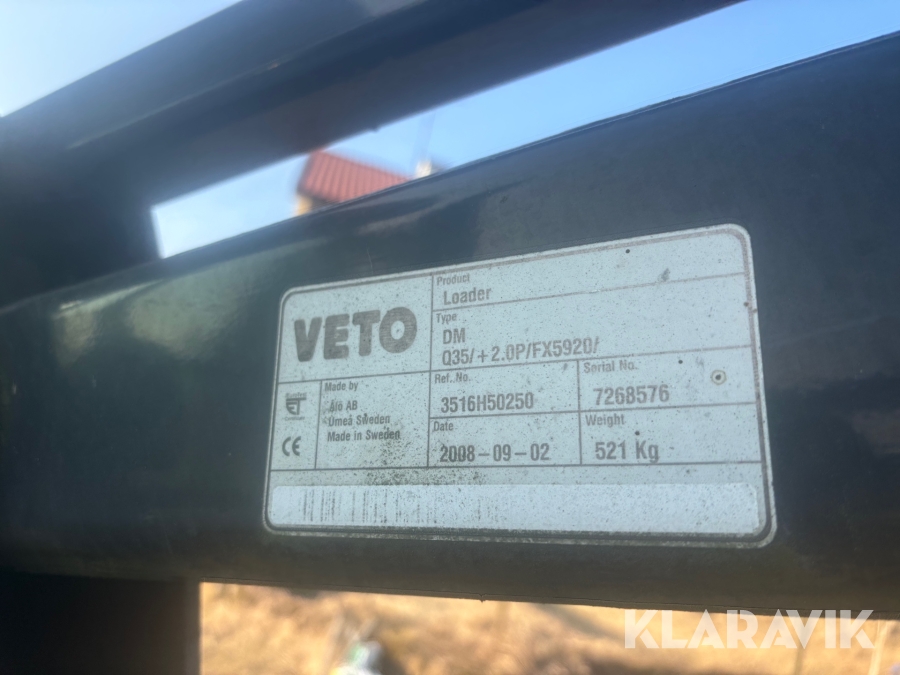 VETO
Product
Loader
Type
DM
Q35/+2.0P/FX5920/
Made by
Ålö AB
Umeå Sweden
Made in Sweden
Ref. No.
3516H50250
Serial No.
7268576
Date
2008-09-02
Weight
521 Kg
CE
KLARAVIK